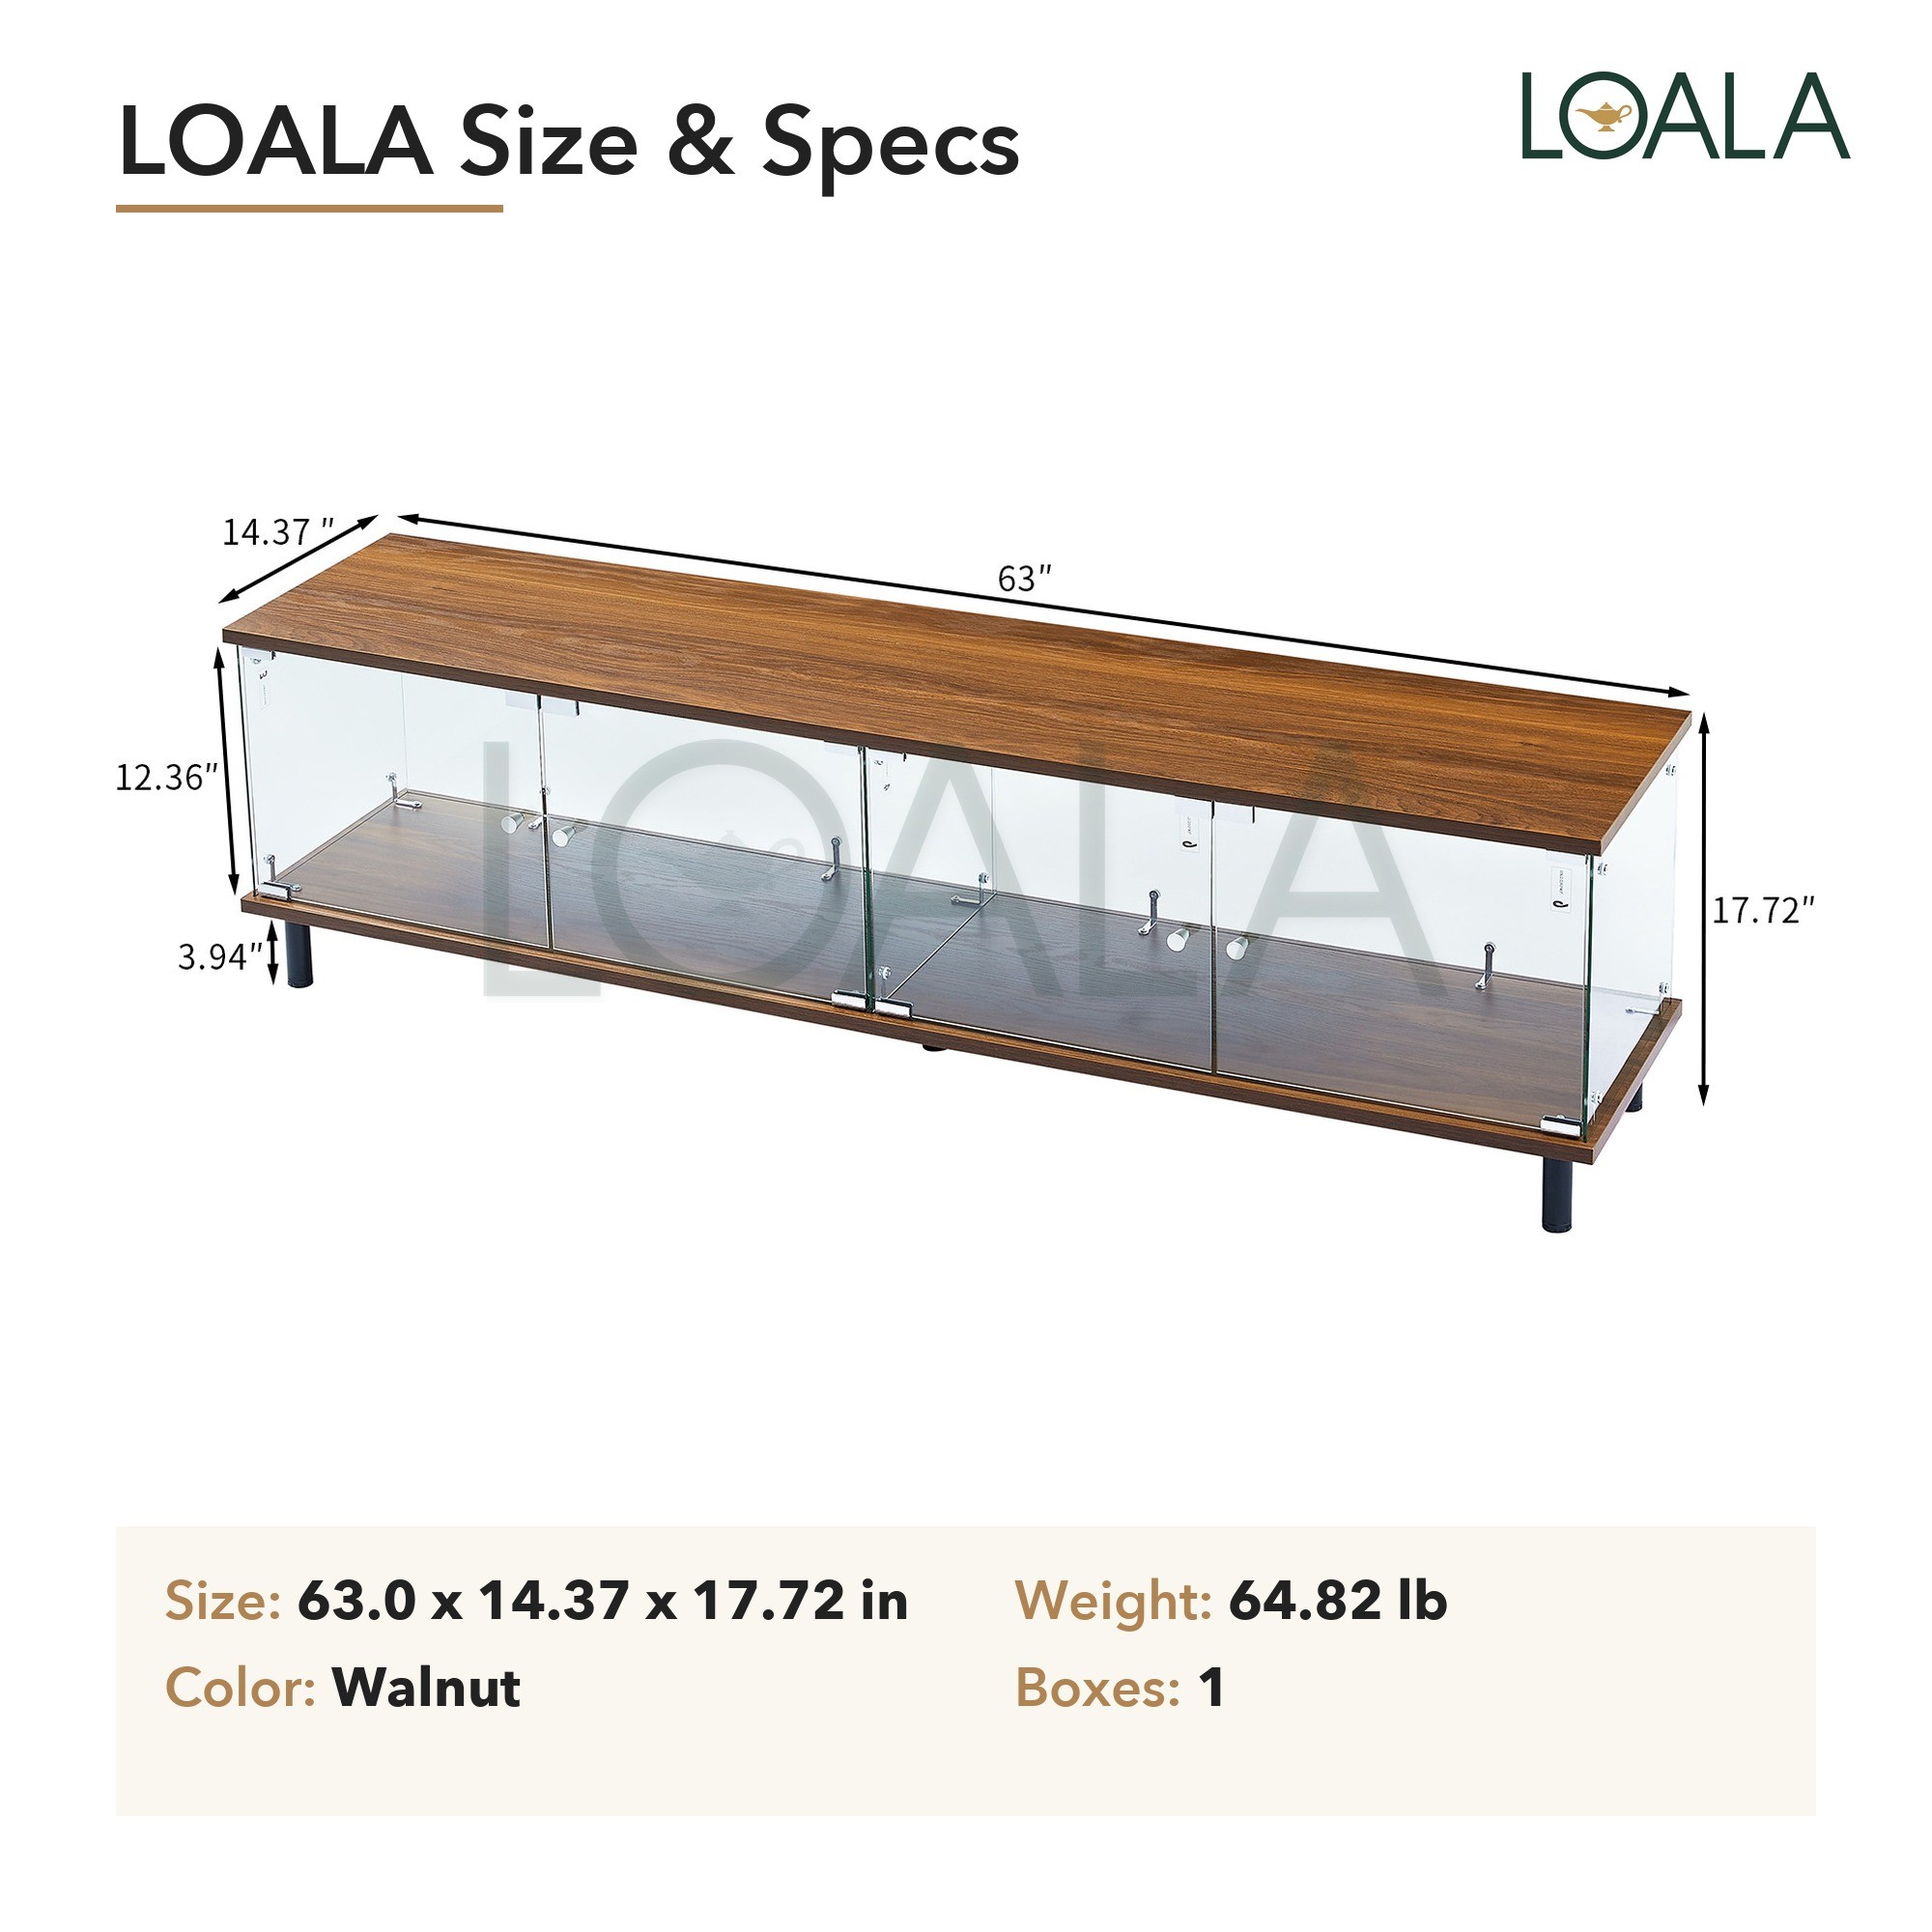 LOALA Size & Specs
LOALA
14.37 "
63"
12.36"
17.72"
3.94"
LOALA
Size: 63.0 x 14.37 x 17.72 in
Weight: 64.82 lb
Color: Walnut
Boxes: 1